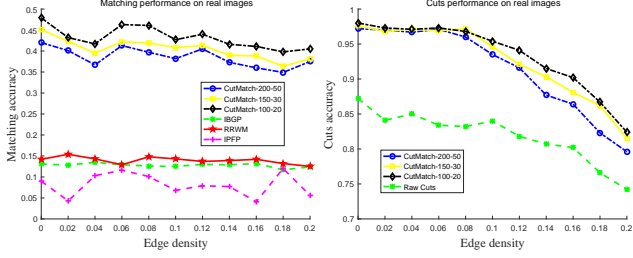 Matching performance on real images
0.5
0.45
0.4
0.35
0.3
0.25
0.2
0.15
0.1
0.05
0
Matching accuracy
CutMatch-200-50
CutMatch-150-30
CutMatch-100-20
IBGP
RRWM
IPFP
0 0.02 0.04 0.06 0.08 0.1 0.12 0.14 0.16 0.18 0.2
Edge density
Cuts performance on real images
1
0.95
0.9
0.85
0.8
0.75
0.7
Cuts accuracy
CutMatch-200-50
CutMatch-150-30
CutMatch-100-20
Raw Cuts
0 0.02 0.04 0.06 0.08 0.1 0.12 0.14 0.16 0.18 0.2
Edge density